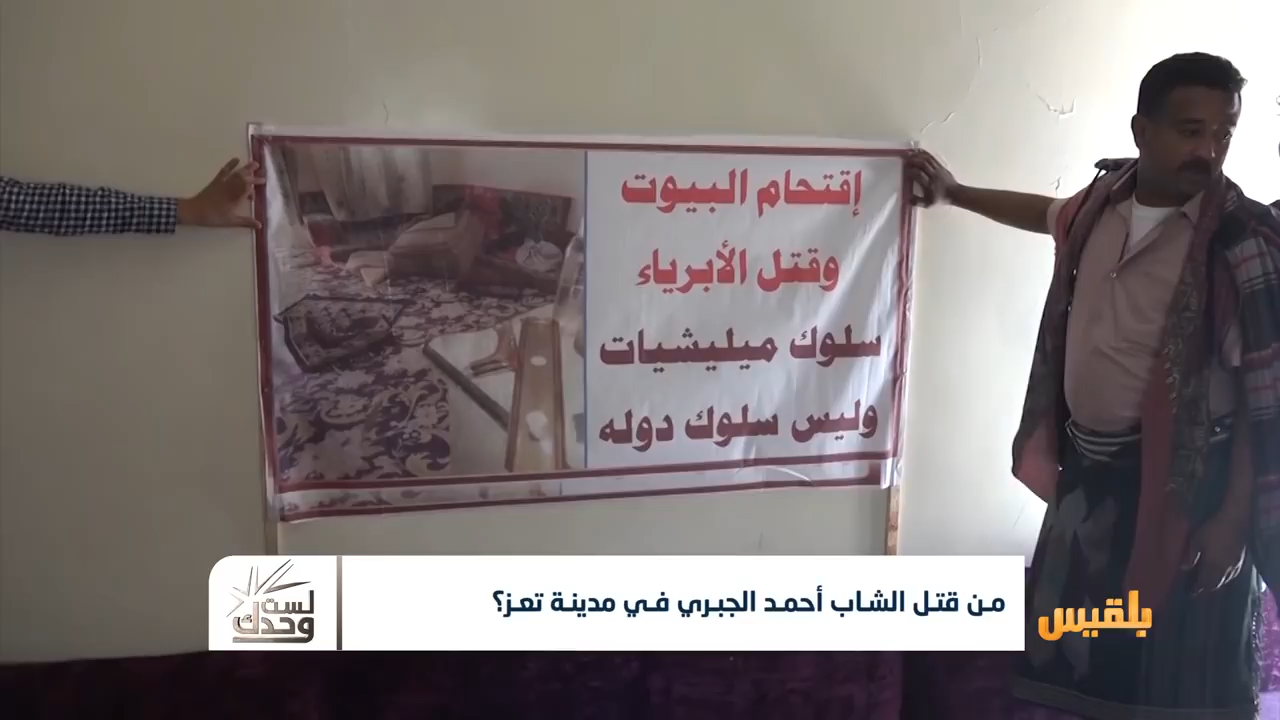 إقتحام البيوت
وقتل الأبرياء
سلوك ميليشيات
وليس سلوك دوله
من قتل الشاب أحمد الجبري في مدينة تعز؟
لست
وحدك
بلقيس